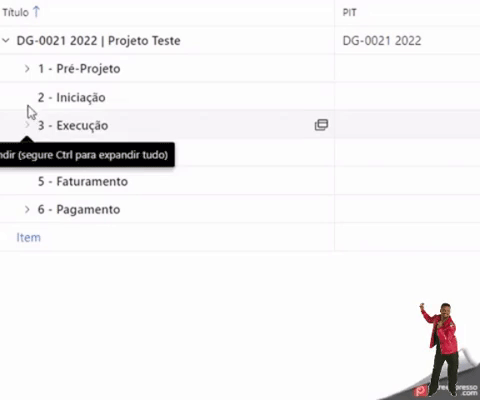 Título PIT
DG-0021 2022 | Projeto Teste DG-0021 2022
1 - Pré-Projeto
2 - Iniciação
3 - Execução
(segure Ctrl para expandir tudo)
5 - Faturamento
6 - Pagamento
Item
.com